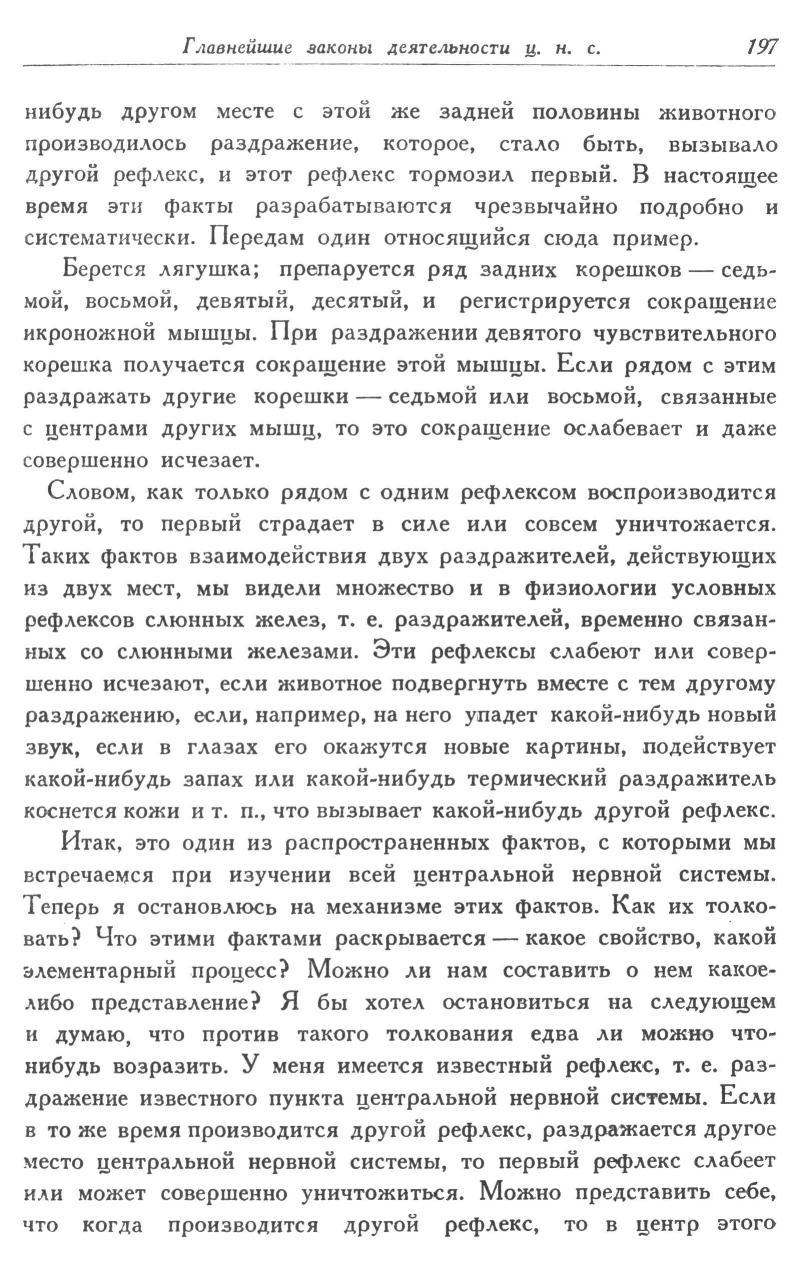 Главнейшие законы деятельности ц. н. с. 197
нибудь другом месте с этой же задней половины животного
производилось раздражение, которое, стало быть, вызывало
другой рефлекс, и этот рефлекс тормозил первый. В настоящее
время эти факты разрабатываются чрезвычайно подробно и
систематически. Передам один относящийся сюда пример.
Берется лягушка; препаруется ряд задних корешков — седь-
мой, восьмой, девятый, десятый, и регистрируется сокращение
икроножной мышцы. При раздражении девятого чувствительного
корешка получается сокращение этой мышцы. Если рядом с этим
раздражать другие корешки — седьмой или восьмой, связанные
с центрами других мышц, то это сокращение ослабевает и даже
совершенно исчезает.
Словом, как только рядом с одним рефлексом воспроизводится
другой, то первый страдает в силе или совсем уничтожается.
Таких фактов взаимодействия двух раздражителей, действующих
из двух мест, мы видели множество и в физиологии условных
рефлексов слюнных желез, т. е. раздражителей, временно связан-
ных со слюнными железами. Эти рефлексы слабеют или совер-
шенно исчезают, если животное подвергнуть вместе с тем другому
раздражению, если, например, на него упадет какой-нибудь новый
звук, если в глазах его окажутся новые картины, подействует
какой-нибудь запах или какой-нибудь термический раздражитель
коснется кожи и т. п., что вызывает какой-нибудь другой рефлекс.
Итак, это один из распространенных фактов, с которыми мы
встречаемся при изучении всей центральной нервной системы.
Теперь я остановлюсь на механизме этих фактов. Как их толко-
вать? Что этими фактами раскрывается — какое свойство, какой
элементарный процесс? Можно ли нам составить о нем какое-
либо представление? Я бы хотел остановиться на следующем
и думаю, что против такого толкования едва ли можно что-
нибудь возразить. У меня имеется известный рефлекс, т. е. раз-
дражение известного пункта центральной нервной системы. Если
в то же время производится другой рефлекс, раздражается другое
место центральной нервной системы, то первый рефлекс слабеет
или может совершенно уничтожиться. Можно представить себе,
что когда производится другой рефлекс, то в центр этого